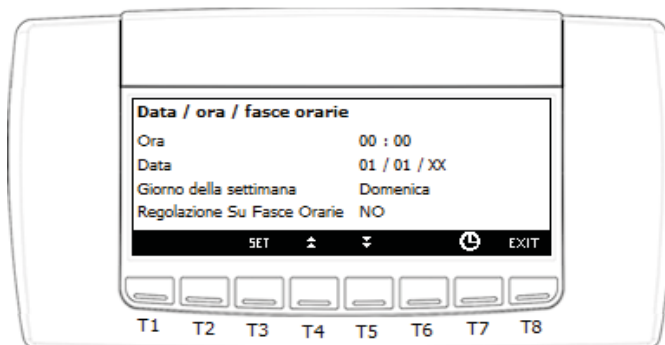 Data / ora / fasce orarie
Ora 00 : 00
Data 01 / 01 / XX
Giorno della settimana Domenica
Regolazione Su Fasce Orarie NO
SET EXIT
T1 T2 T3 T4 T5 T6 T7 T8